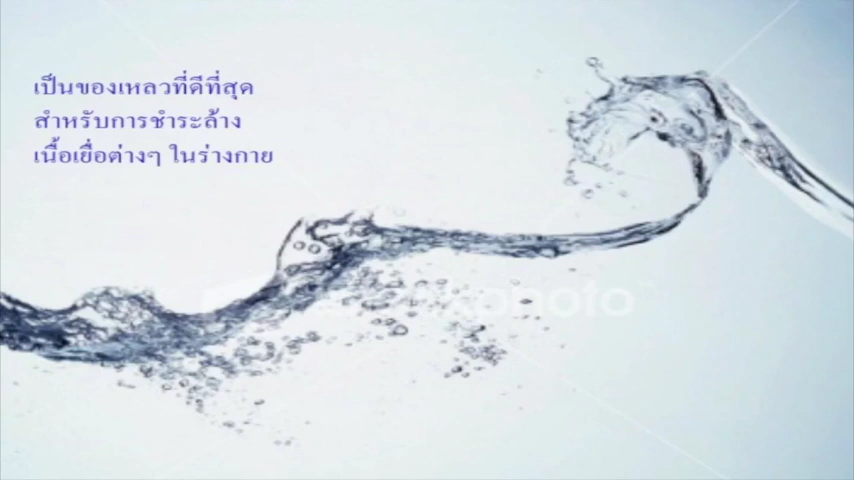 เป็นของเหลวที่ดีที่สุด
สำหรับการชำระล้าง
เนื้อเยื่อต่างๆ ในร่างกาย